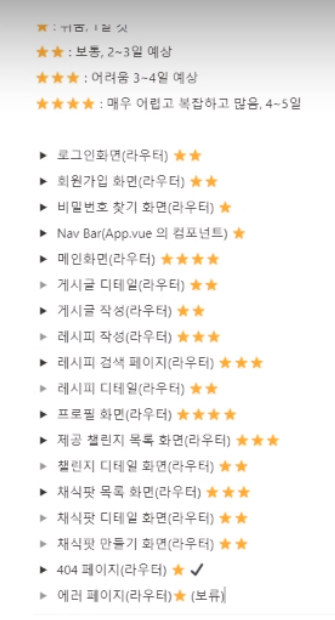 ★ : 쉬움, 1일 컷
★★ : 보통, 2~3일 예상
★★★ : 어려움 3~4일 예상
★★★★ : 매우 어렵고 복잡하고 많음, 4~5일
▶ 로그인화면(라우터) ★★
▶ 회원가입 화면(라우터) ★★
▶ 비밀번호 찾기 화면(라우터) ★
▶ Nav Bar(App.vue 의 컴포넌트) ★
▶ 메인화면(라우터) ★★★★
▶ 게시글 디테일(라우터) ★★
▶ 게시글 작성(라우터) ★★
▶ 레시피 작성(라우터) ★★★
▶ 레시피 검색 페이지(라우터) ★★★
▶ 레시피 디테일(라우터) ★★
▶ 프로필 화면(라우터) ★★★★
▶ 제공 챌린지 목록 화면(라우터) ★★★
▶ 챌린지 디테일 화면(라우터) ★★
▶ 채식팟 목록 화면(라우터) ★★★
▶ 채식팟 디테일 화면(라우터) ★★
▶ 채식팟 만들기 화면(라우터) ★★
▶ 404 페이지(라우터) ★ ✔
▶ 에러 페이지(라우터)★ (보류)